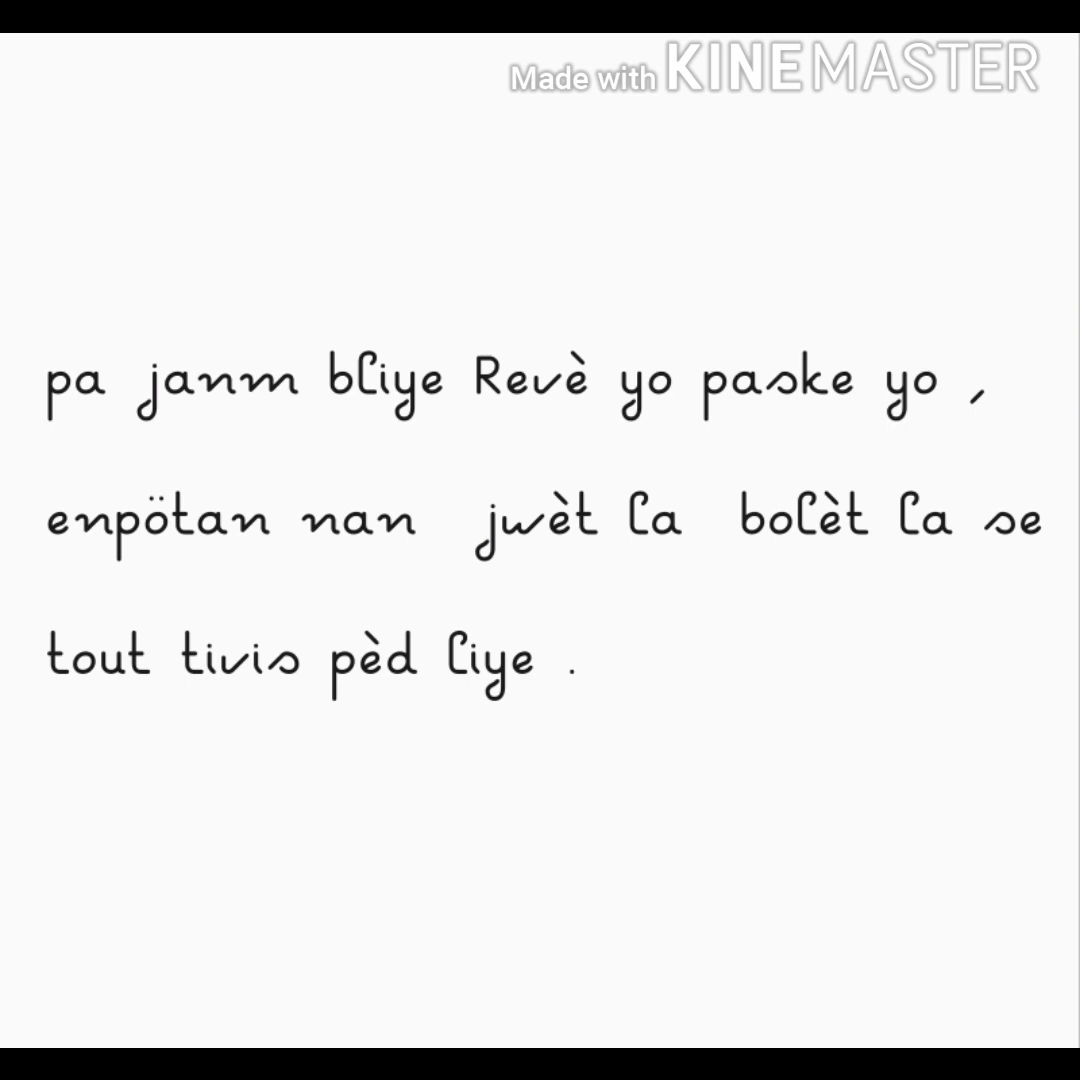 Made with KINEMASTER
pa janm bliye Revè yo paske yo ,
enpötan nan jwèt la bolèt la se
tout tivis pèd liye .